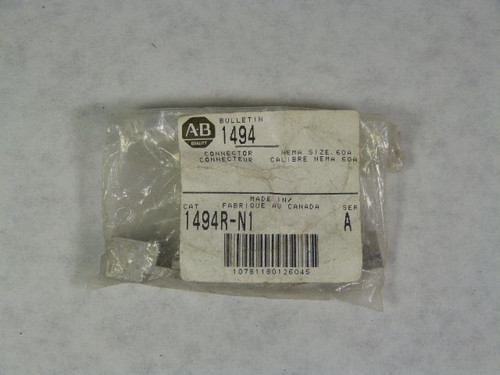 A-B
QUALITY
BULLETIN
1494
CONNECTOR NEMA SIZE.60A
CONNECTEUR CALIBRE NEMA 60A
MADE IN/
CAT FABRIQUE AU CANADA SER
1494R-N1 A
10781180126045